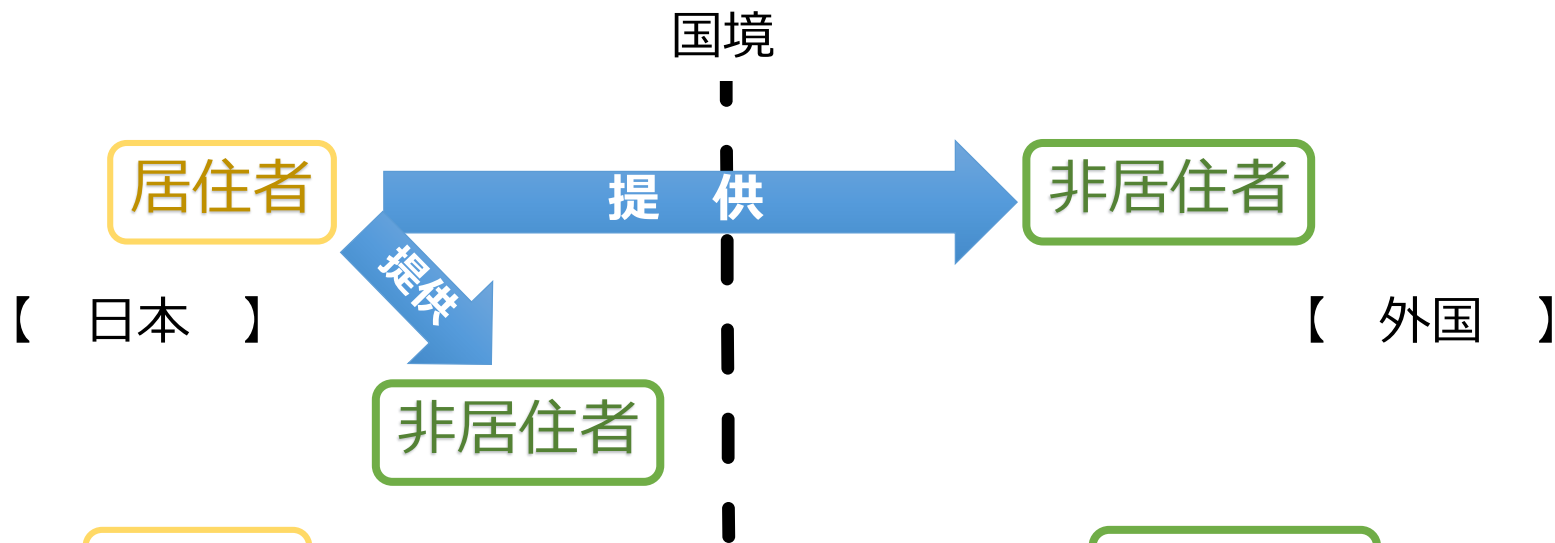 国境
居住者
提　供
非居住者
提供
【　日本　】
【　外国　】
非居住者